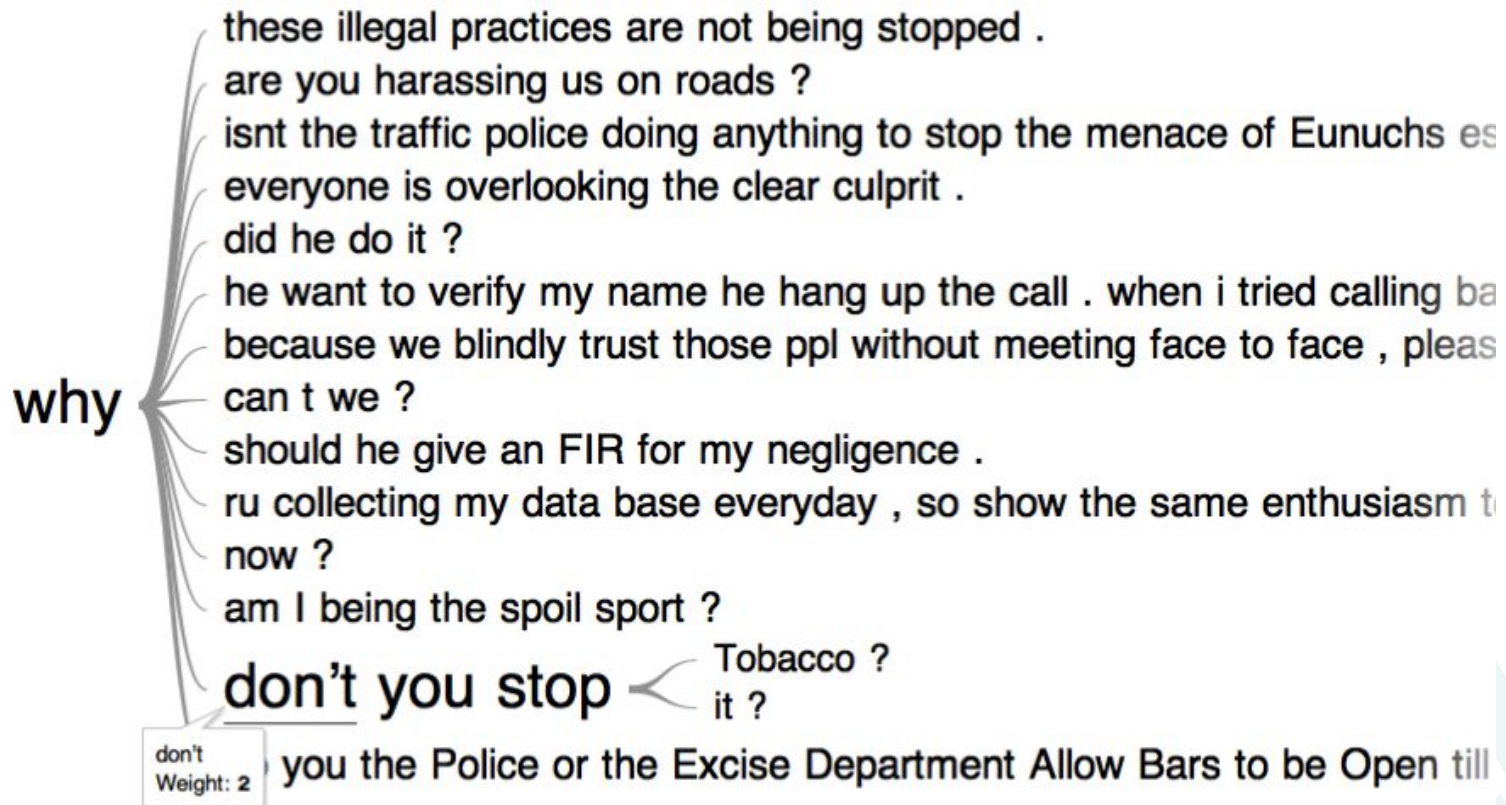 these illegal practices are not being stopped .
are you harassing us on roads ?
isnt the traffic police doing anything to stop the menace of Eunuchs es
everyone is overlooking the clear culprit .
did he do it ?
he want to verify my name he hang up the call . when i tried calling ba
because we blindly trust those ppl without meeting face to face , pleas
why
can t we ?
should he give an FIR for my negligence .
ru collecting my data base everyday , so show the same enthusiasm t
now ?
am I being the spoil sport ?
don't you stop
Tobacco ?
it ?
don't
Weight: 2
you the Police or the Excise Department Allow Bars to be Open till